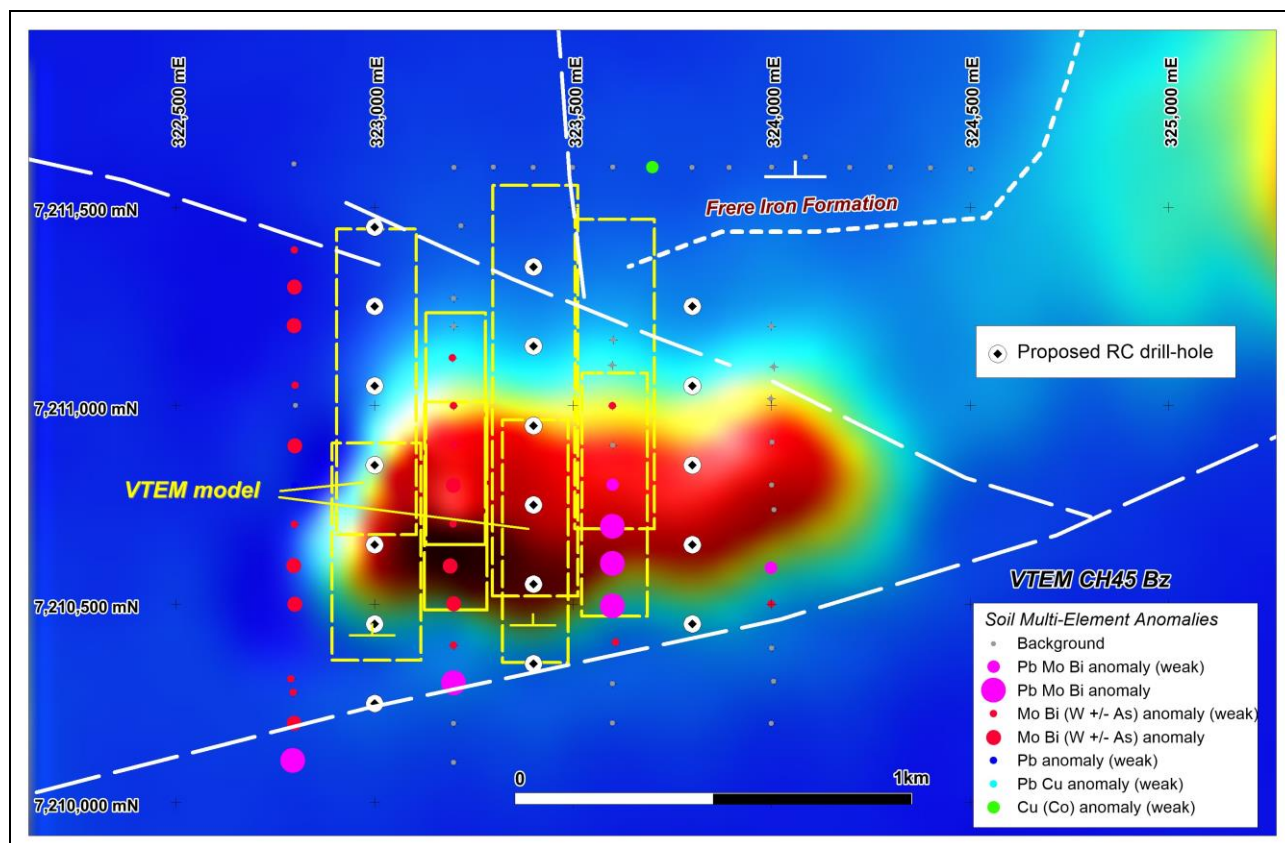 322,500 mE
323,000 mE
323,500 mE
324,000 mE
324,500 mE
325,000 mE
7,211,500 mN
Frere Iron Formation
Proposed RC drill-hole
7,211,000 mN
VTEM model
7,210,500 mN
VTEM CH45 Bz
Soil Multi-Element Anomalies
Background
Pb Mo Bi anomaly (weak)
Pb Mo Bi anomaly
Mo Bi (W +/- As) anomaly (weak)
Mo Bi (W +/- As) anomaly
Pb anomaly (weak)
Pb Cu anomaly (weak)
Cu (Co) anomaly (weak)
0
1km
7,210,000 mN